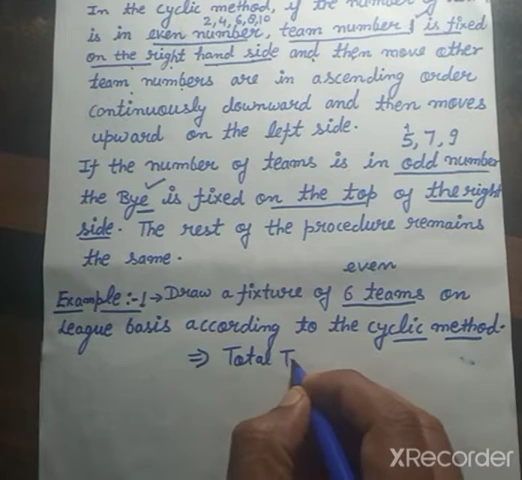 In the cyclic method, if the number of
2,4,6,8,10
is in even number, team number 1 is fixed
on the right hand side and then move other
team numbers are in ascending order
continuously downward and then moves
upward on the left side.
5, 7, 9
If the number of teams is in odd number
the Bye is fixed on the top of the right
side. The rest of the procedure remains
the same.
even
Example:-1→Draw a fixture of 6 teams on
League basis according to the cyclic method.
⇒ Total T
XRecorder